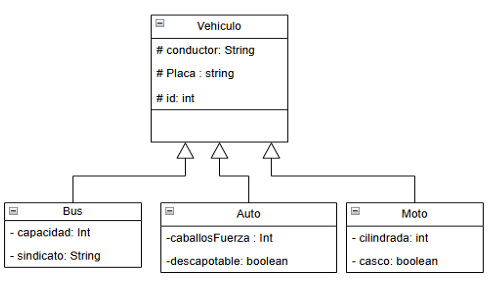 Vehiculo
# conductor: String
# Placa : string
# id: int
Bus
- capacidad: Int
- sindicato: String
Auto
-caballosFuerza : Int
-descapotable: boolean
Moto
- cilindrada: int
- casco: boolean